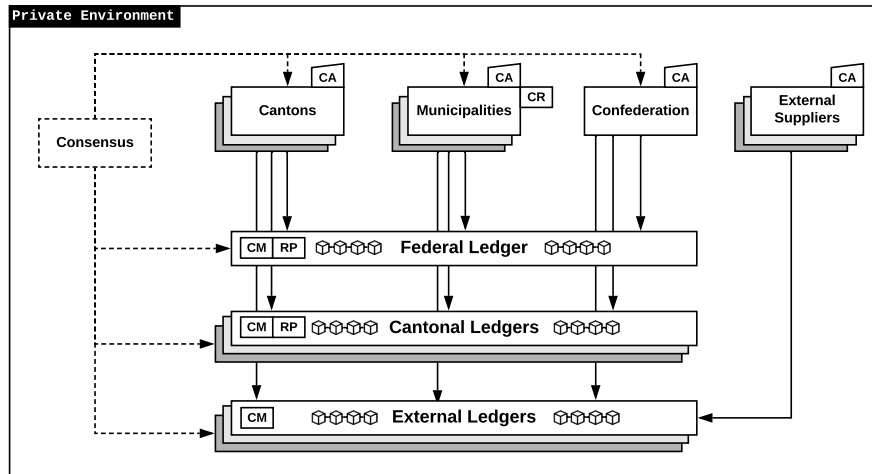 Private Environment
CA
CA
CA
CA
Cantons
Municipalities
CR
Confederation
External
Suppliers
Consensus
CM
RP
Federal Ledger
CM
RP
Cantonal Ledgers
CM
External Ledgers